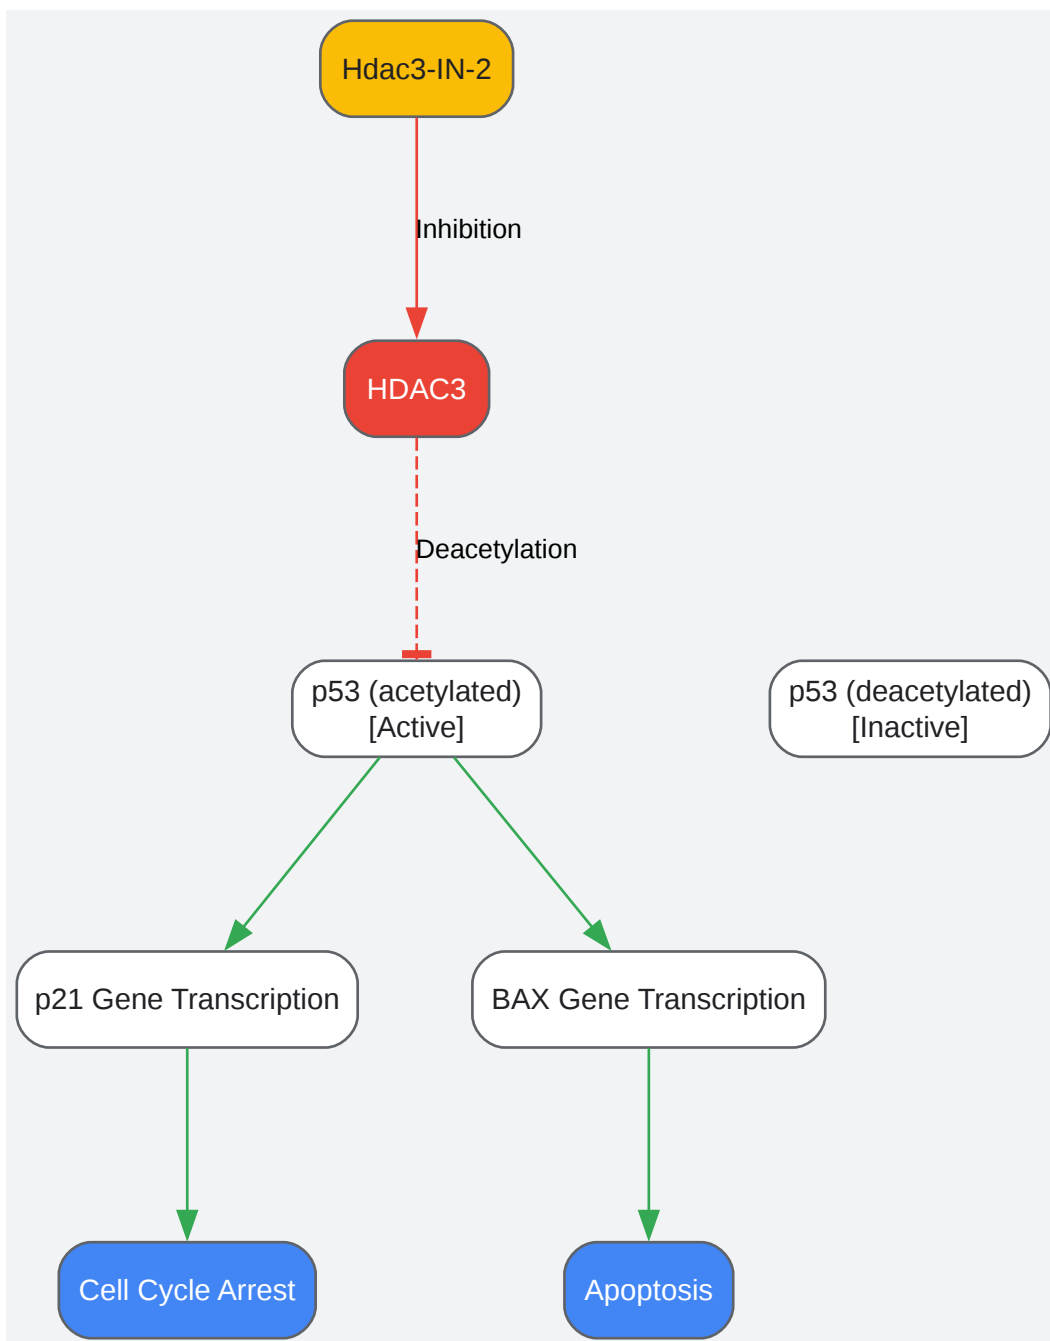 Hdac3-IN-2
Inhibition
HDAC3
Deacetylation
p53 (acetylated)
[Active]
p53 (deacetylated)
[Inactive]
p21 Gene Transcription
BAX Gene Transcription
Cell Cycle Arrest
Apoptosis